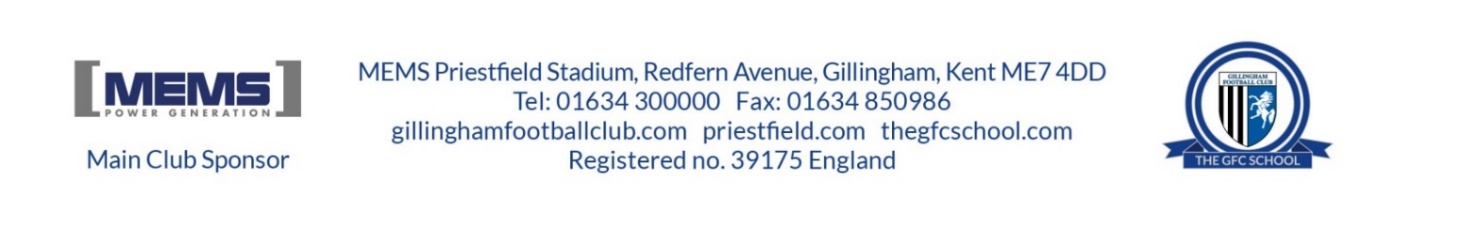 MEMS
POWER GENERATION
Main Club Sponsor
MEMS Priestfield Stadium, Redfern Avenue, Gillingham, Kent ME7 4DD
Tel: 01634 300000 Fax: 01634 850986
gillinghamfootballclub.com priestfield.com thegfcschool.com
Registered no. 39175 England
GILLINGHAM
FOOTBALL CLUB
THE GFC SCHOOL